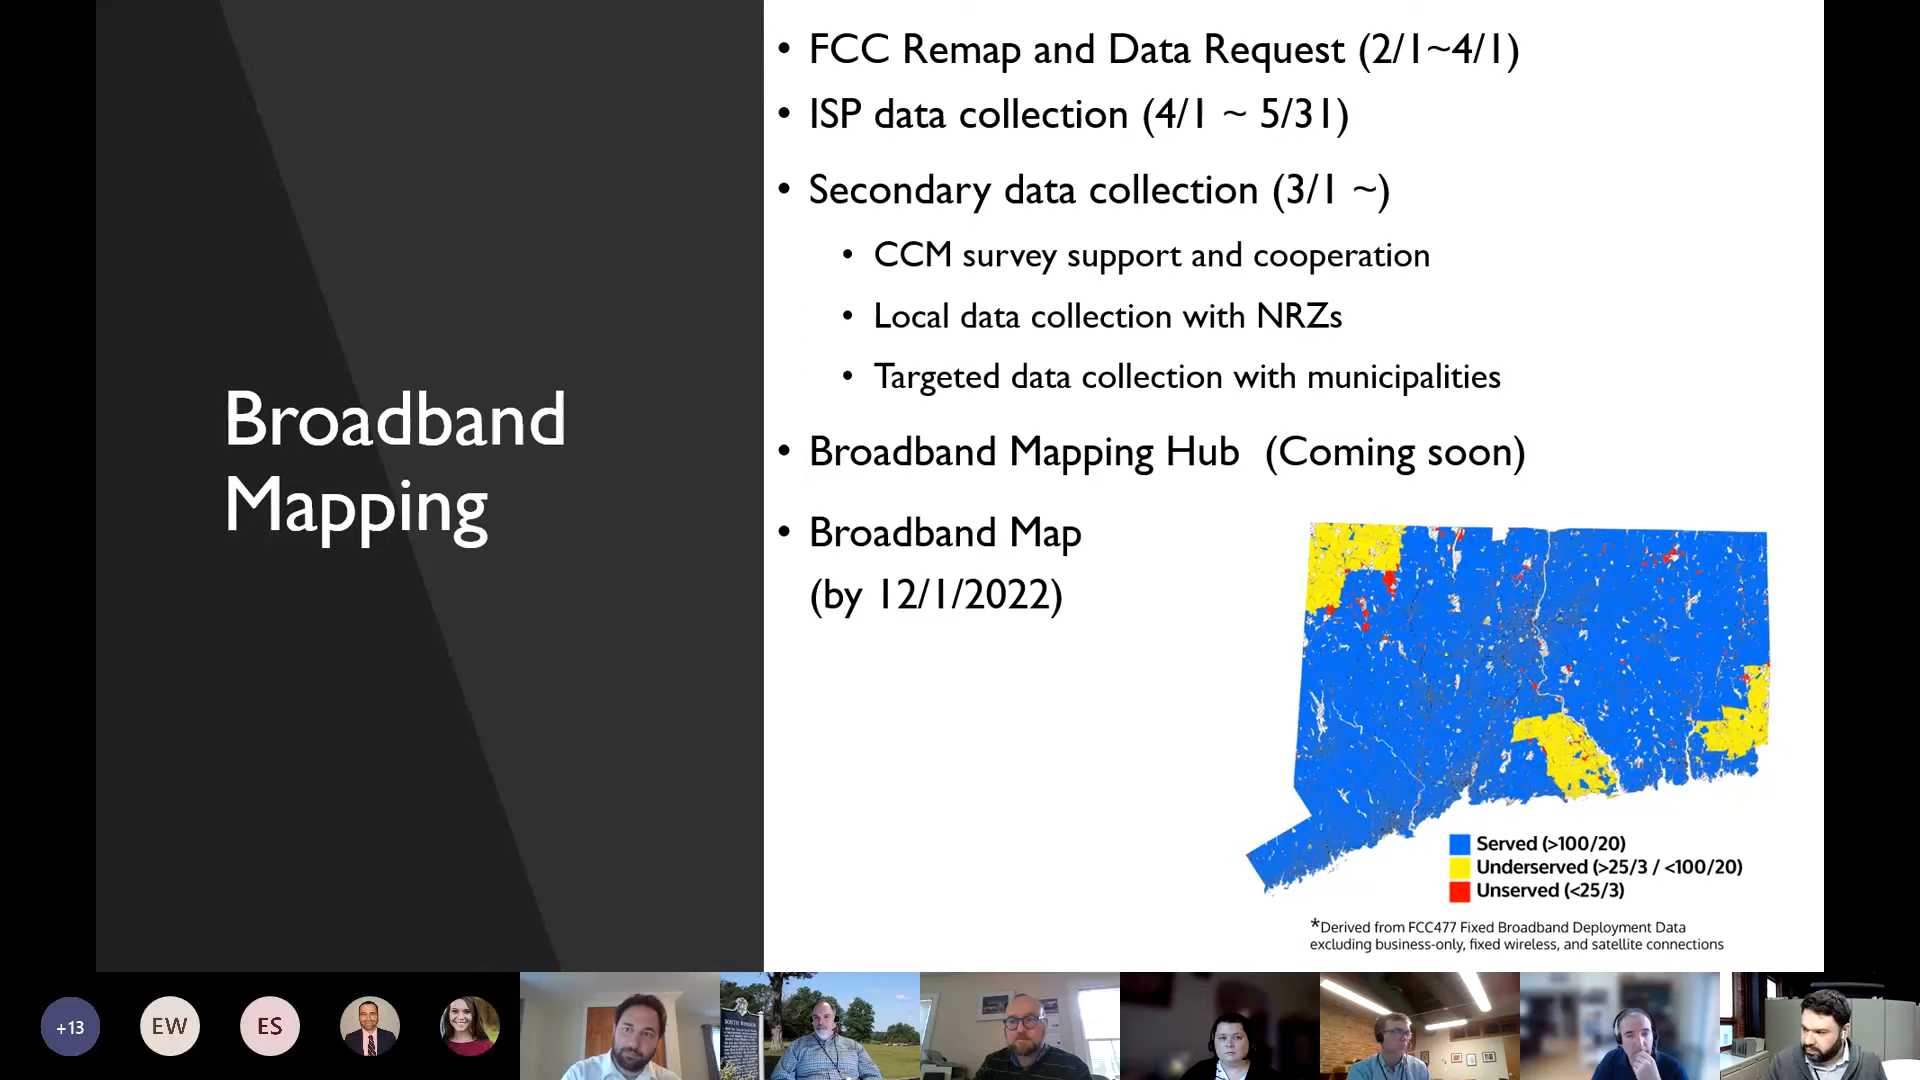 Broadband
Mapping
• FCC Remap and Data Request (2/1~4/1)
• ISP data collection (4/1 ~ 5/31)
• Secondary data collection (3/1 ~)
• CCM survey support and cooperation
• Local data collection with NRZs
• Targeted data collection with municipalities
• Broadband Mapping Hub (Coming soon)
• Broadband Map
(by 12/1/2022)
Served (>100/20)
Underserved (>25/3 / <100/20)
Unserved (<25/3)
*Derived from FCC477 Fixed Broadband Deployment Data
excluding business-only, fixed wireless, and satellite connections
+13
EW
ES
SOUTH WINDSOR